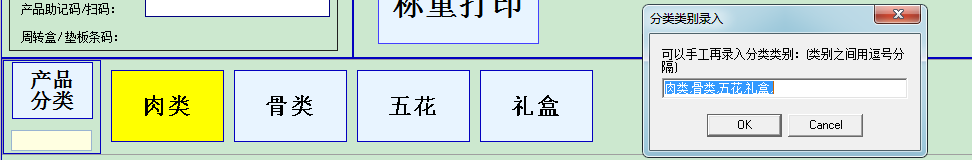 产品助记码/扫码:
称重打印
周转盒/垫板条码:
产品
分类
肉类
骨类
五花
礼盒
分类类别录入
可以手工再录入分类类别:(类别之间用逗号分
隔)
肉类,骨类,五花,礼盒,
OK
Cancel